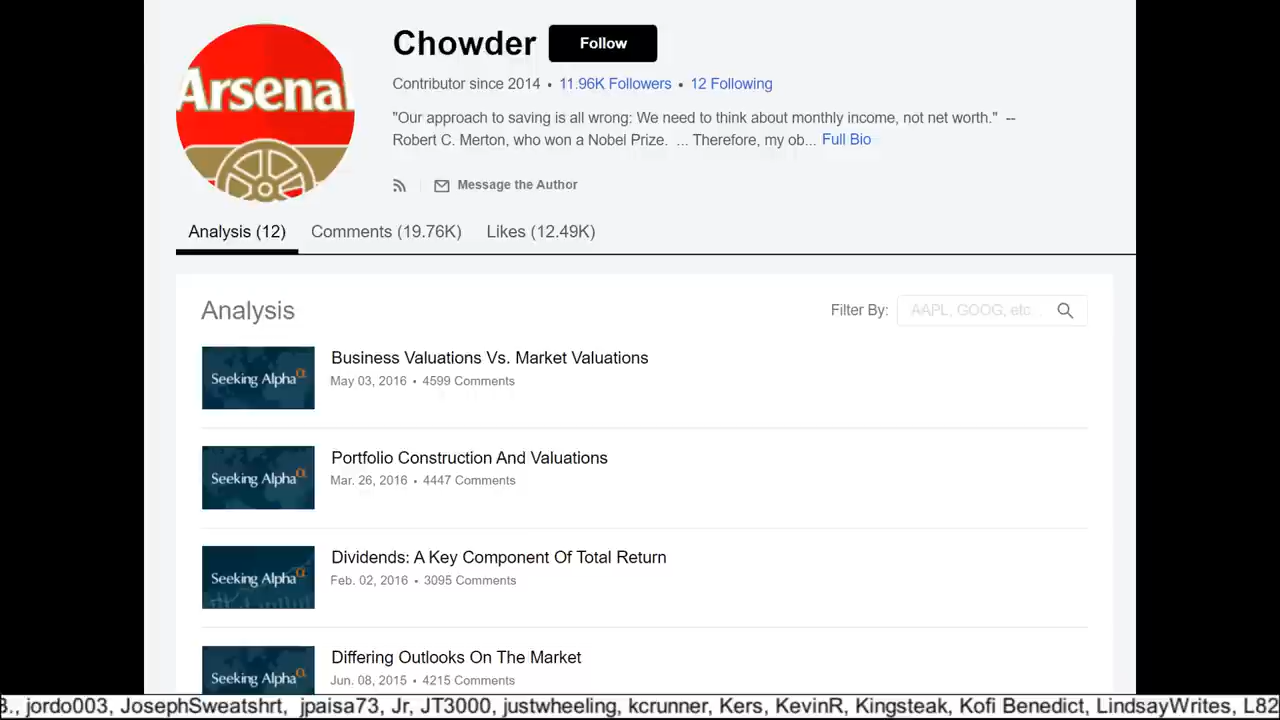 Arsenal
Chowder
Follow
Contributor since 2014 • 11.96K Followers • 12 Following
"Our approach to saving is all wrong: We need to think about monthly income, not net worth." --
Robert C. Merton, who won a Nobel Prize. ... Therefore, my ob... Full Bio
Message the Author
Analysis (12) Comments (19.76K) Likes (12.49K)
Analysis
Filter By: AAPL, GOOG, etc...
Seeking Alpha α
Business Valuations Vs. Market Valuations
May 03, 2016 • 4599 Comments
Seeking Alpha α
Portfolio Construction And Valuations
Mar. 26, 2016 • 4447 Comments
Seeking Alpha α
Dividends: A Key Component Of Total Return
Feb. 02, 2016 • 3095 Comments
Seeking Alpha α
Differing Outlooks On The Market
Jun. 08, 2015 • 4215 Comments
3., jordo003, JosephSweatshrt, jpaisa73, Jr, JT3000, justwheeling, kcrunner, Kers, KevinR, Kingsteak, Kofi Benedict, LindsayWrites, L82